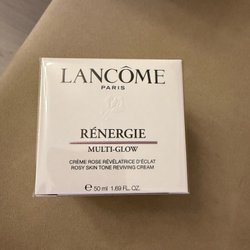 LANCÔME
PARIS
RÉNERGIE
MULTI-GLOW
CRÈME ROSE RÉVÉLATRICE D'ÉCLAT
ROSY SKIN TONE REVIVING CREAM
e 50 ml 1.69 FL. OZ.